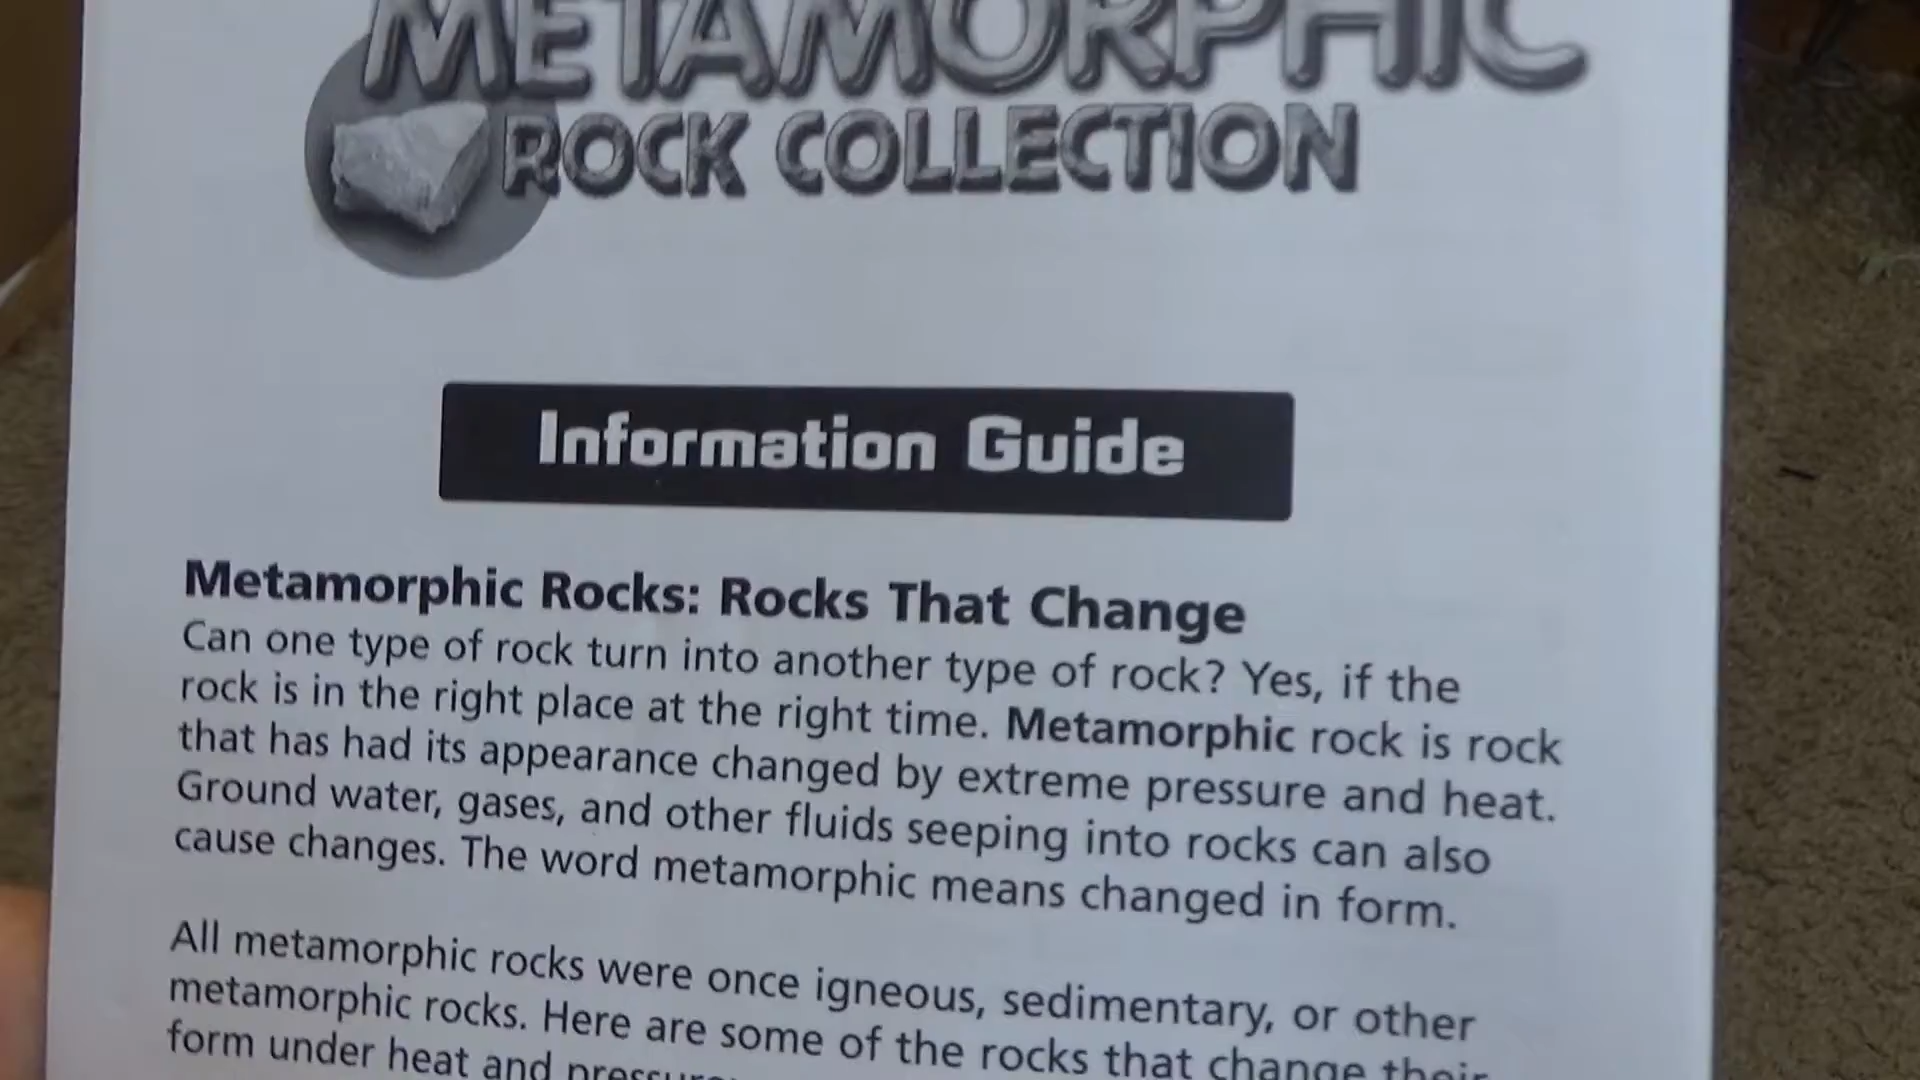 METAMORPHIC
ROCK COLLECTION
Information Guide
Metamorphic Rocks: Rocks That Change
Can one type of rock turn into another type of rock? Yes, if the
rock is in the right place at the right time. Metamorphic rock is rock
that has had its appearance changed by extreme pressure and heat.
Ground water, gases, and other fluids seeping into rocks can also
cause changes. The word metamorphic means changed in form.
All metamorphic rocks were once igneous, sedimentary, or other
metamorphic rocks. Here are some of the rocks that change their
form under heat and pressure